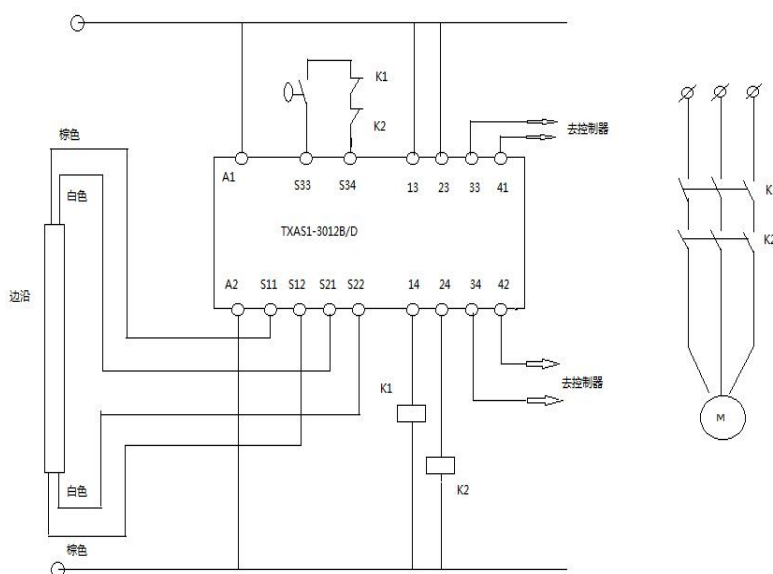 K1
K2
去控制器
棕色
白色
A1
S33
S34
13
23
33
41
TXAS1-3012B/D
A2
S11
S12
S21
S22
14
24
34
42
边沿
K1
去控制器
K2
白色
棕色
K1
K2
M